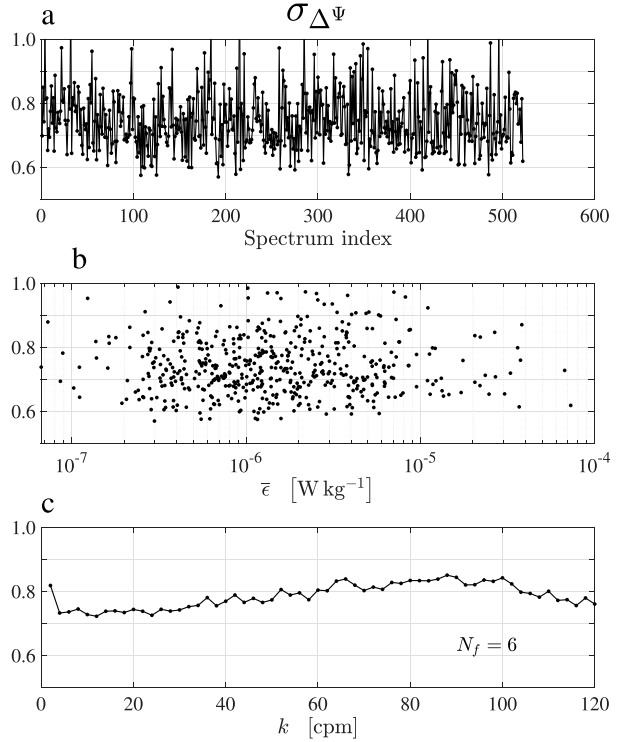 a
σ_{Δ^Ψ}
1.0
0.8
0.6
0 100 200 300 400 500 600
Spectrum index
b
1.0
0.8
0.6
10^{-7} 10^{-6} 10^{-5} 10^{-4}
ϵ̅ [W kg^{−1}]
c
1.0
0.8
0.6
N_f = 6
0 20 40 60 80 100 120
k [cpm]